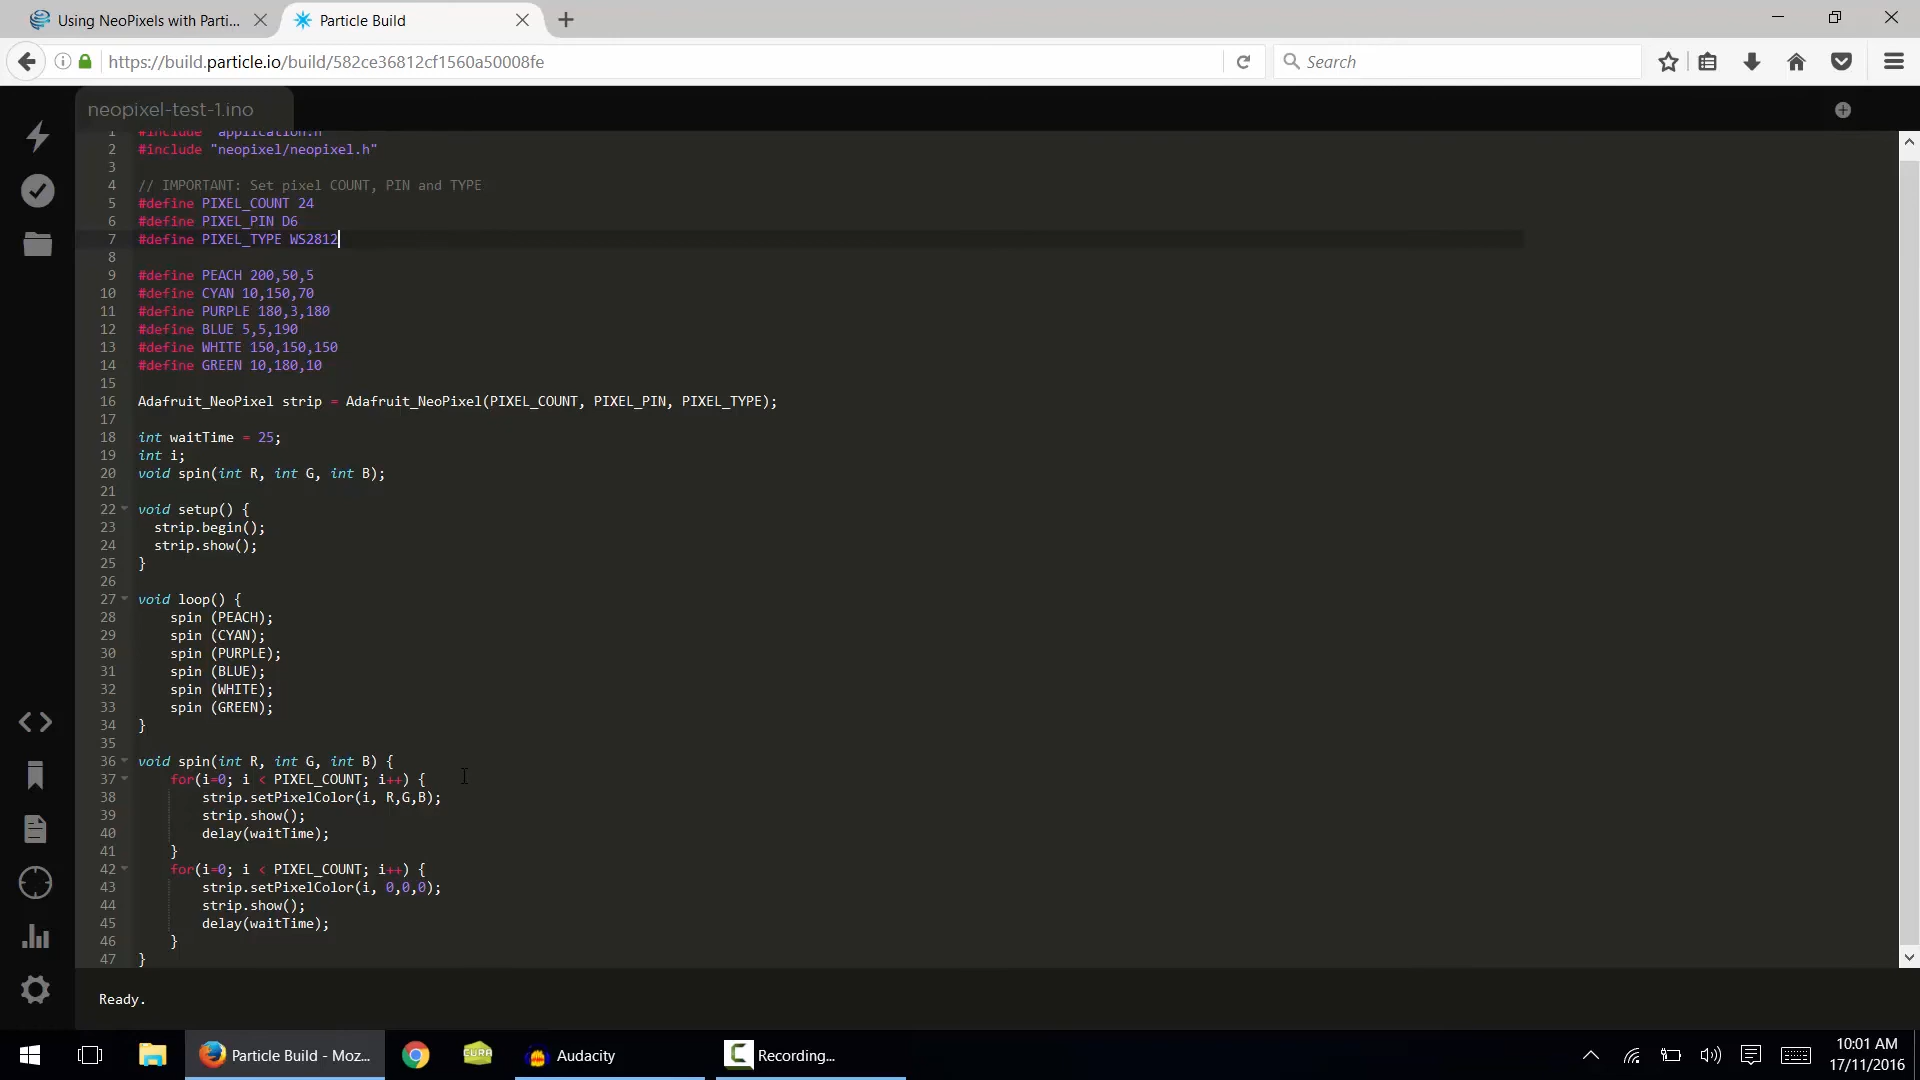 Using NeoPixels with Parti...
Particle Build
https://build.particle.io/build/582ce36812cf1560a50008fe
Search
neopixel-test-1.ino
1 #include "application.h"
2 #include "neopixel/neopixel.h"
3
4 // IMPORTANT: Set pixel COUNT, PIN and TYPE
5 #define PIXEL_COUNT 24
6 #define PIXEL_PIN D6
7 #define PIXEL_TYPE WS2812
8
9 #define PEACH 200,50,5
10 #define CYAN 10,150,70
11 #define PURPLE 180,3,180
12 #define BLUE 5,5,190
13 #define WHITE 150,150,150
14 #define GREEN 10,180,10
15
16 Adafruit_NeoPixel strip = Adafruit_NeoPixel(PIXEL_COUNT, PIXEL_PIN, PIXEL_TYPE);
17
18 int waitTime = 25;
19 int i;
20 void spin(int R, int G, int B);
21
22 void setup() {
23 strip.begin();
24 strip.show();
25 }
26
27 void loop() {
28 spin (PEACH);
29 spin (CYAN);
30 spin (PURPLE);
31 spin (BLUE);
32 spin (WHITE);
33 spin (GREEN);
34 }
35
36 void spin(int R, int G, int B) {
37 for(i=0; i < PIXEL_COUNT; i++) {
38 strip.setPixelColor(i, R,G,B);
39 strip.show();
40 delay(waitTime);
41 }
42 for(i=0; i < PIXEL_COUNT; i++) {
43 strip.setPixelColor(i, 0,0,0);
44 strip.show();
45 delay(waitTime);
46 }
47 }
Ready.
Particle Build - Moz...
CURA
Audacity
Recording...
10:01 AM
17/11/2016